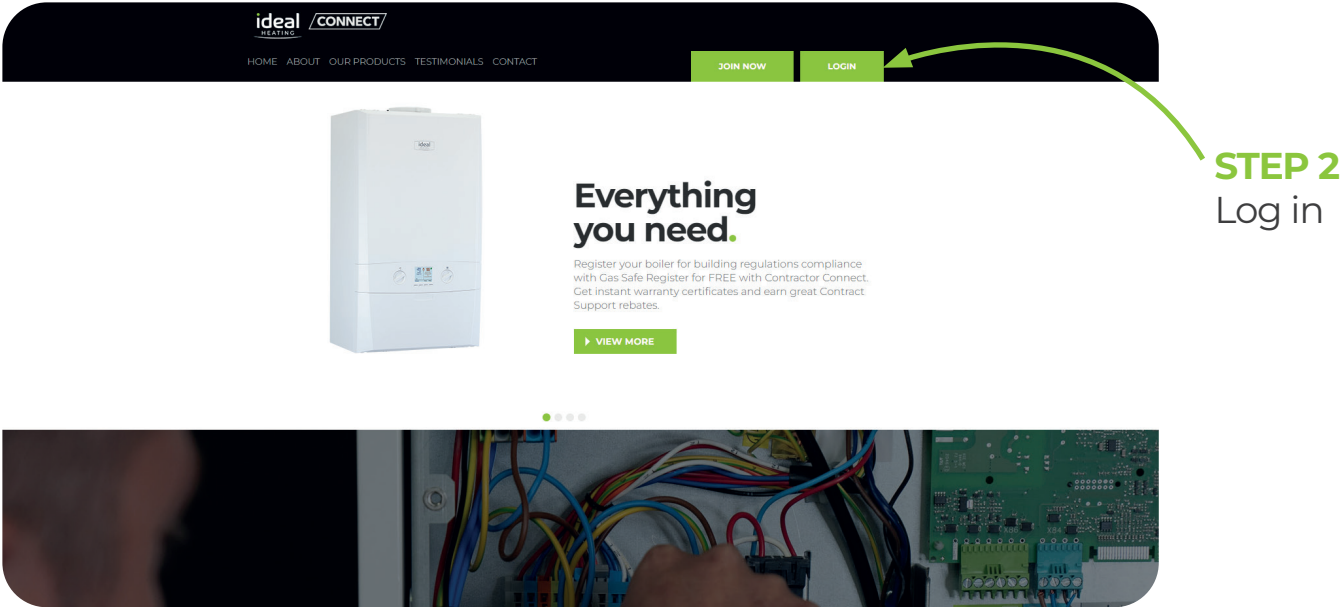 ideal
HEATING
CONNECT
HOME ABOUT OUR PRODUCTS TESTIMONIALS CONTACT
JOIN NOW
LOGIN
STEP 2
Log in
ideal
Everything
you need.
Register your boiler for building regulations compliance
with Gas Safe Register for FREE with Contractor Connect.
Get instant warranty certificates and earn great Contract
Support rebates.
VIEW MORE